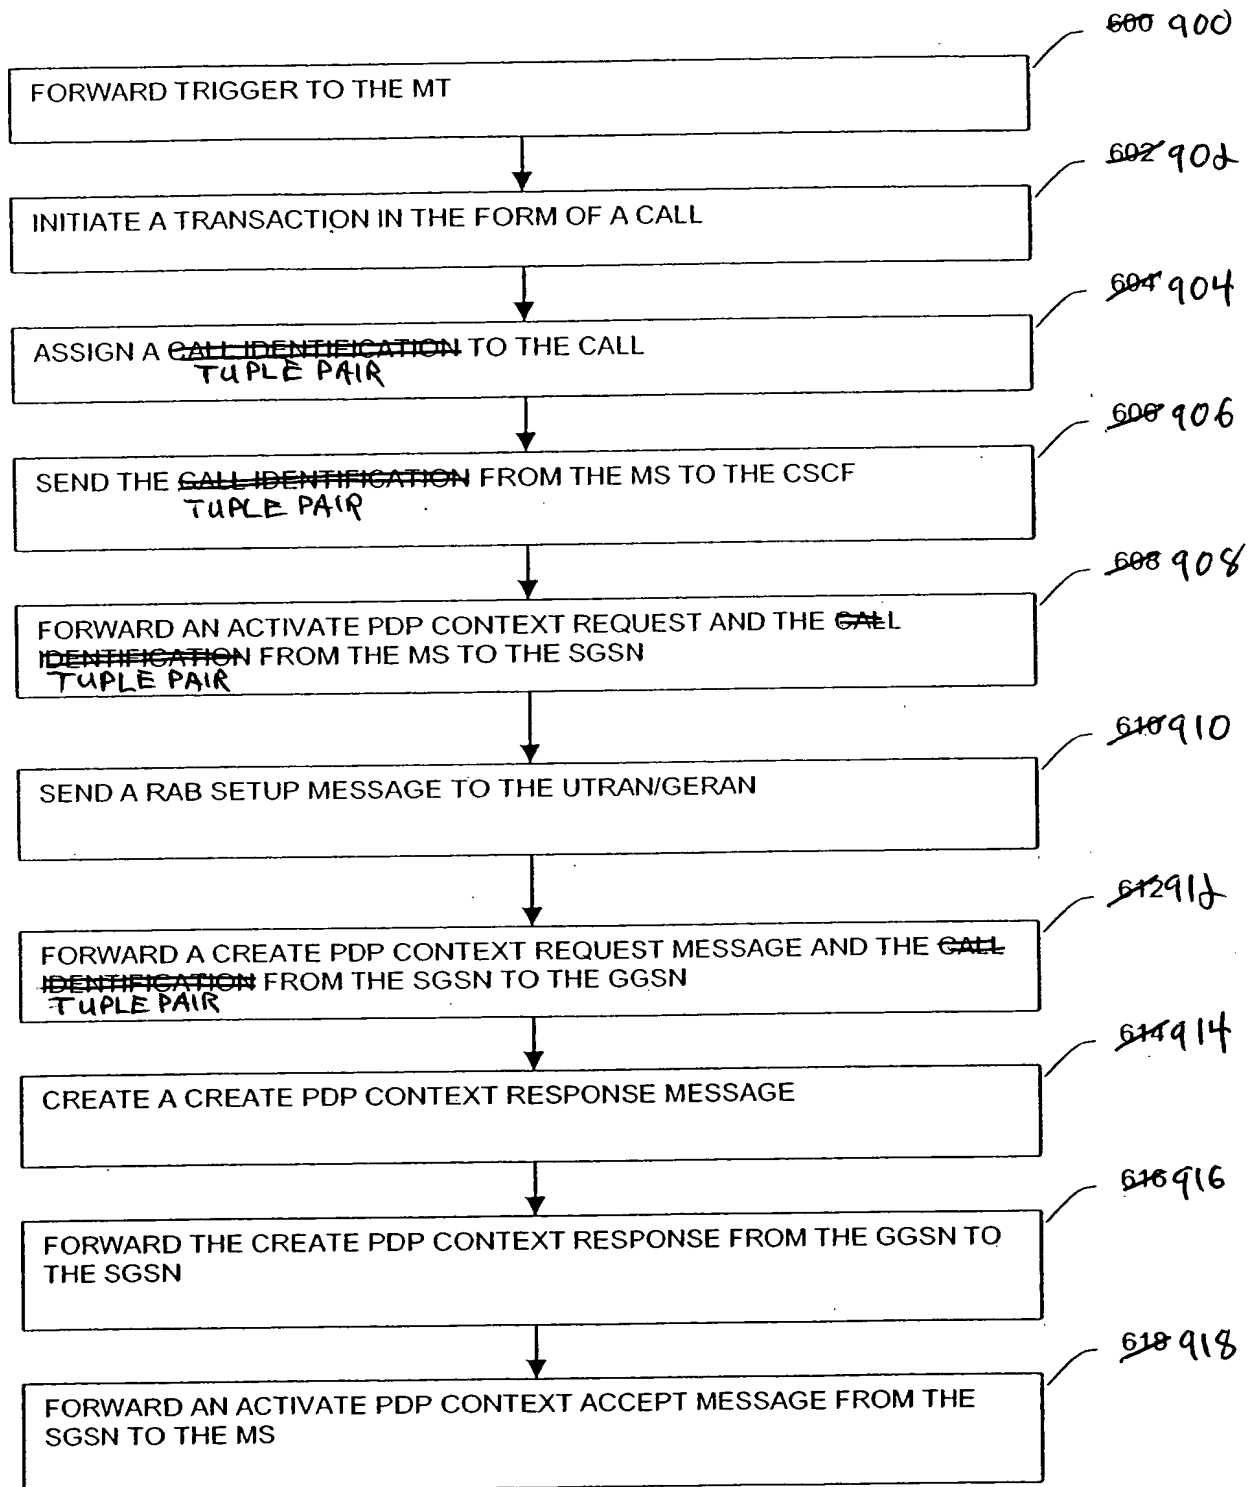 600 900
FORWARD TRIGGER TO THE MT
602 902
INITIATE A TRANSACTION IN THE FORM OF A CALL
604 904
ASSIGN A CALL IDENTIFICATION TO THE CALL
TUPLE PAIR
606 906
SEND THE CALL IDENTIFICATION FROM THE MS TO THE CSCF
TUPLE PAIR
608 908
FORWARD AN ACTIVATE PDP CONTEXT REQUEST AND THE CALL
IDENTIFICATION FROM THE MS TO THE SGSN
TUPLE PAIR
610 910
SEND A RAB SETUP MESSAGE TO THE UTRAN/GERAN
612 912
FORWARD A CREATE PDP CONTEXT REQUEST MESSAGE AND THE CALL
IDENTIFICATION FROM THE SGSN TO THE GGSN
TUPLE PAIR
614 914
CREATE A CREATE PDP CONTEXT RESPONSE MESSAGE
616 916
FORWARD THE CREATE PDP CONTEXT RESPONSE FROM THE GGSN TO
THE SGSN
618 918
FORWARD AN ACTIVATE PDP CONTEXT ACCEPT MESSAGE FROM THE
SGSN TO THE MS